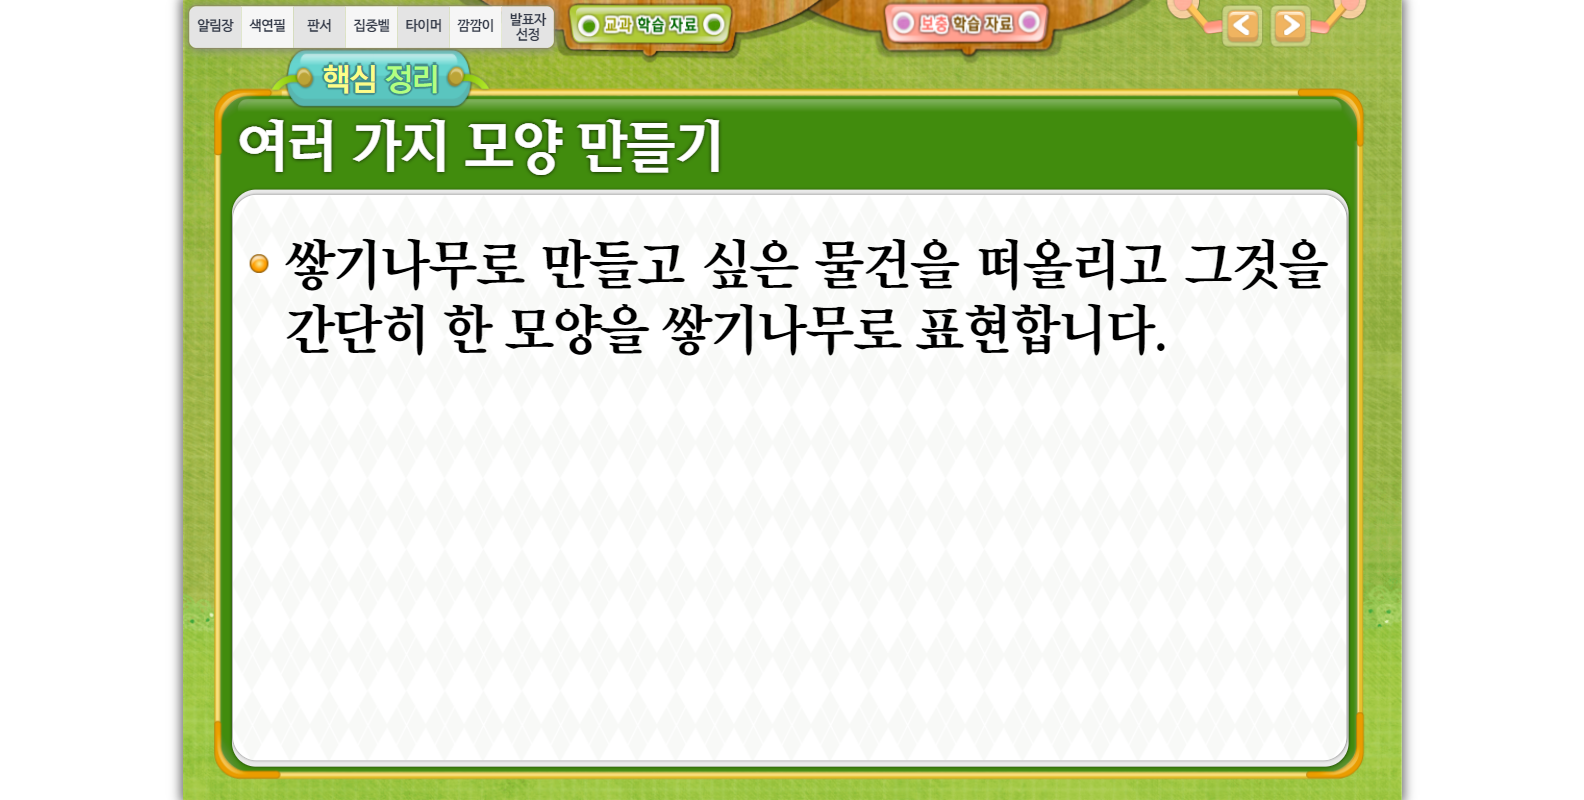 알림장 색연필 판서 집중벨 타이머 깜깜이 발표자 선정
교과 학습 자료 보충 학습 자료
핵심 정리
여러 가지 모양 만들기
쌓기나무로 만들고 싶은 물건을 떠올리고 그것을
간단히 한 모양을 쌓기나무로 표현합니다.